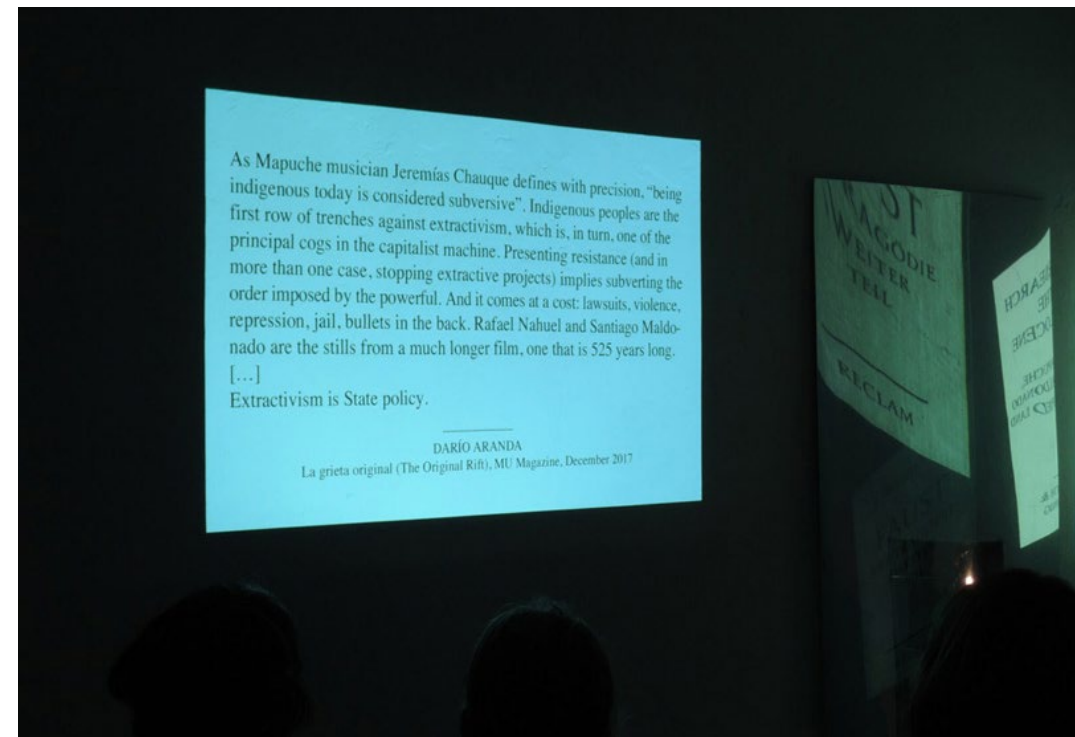 As Mapuche musician Jeremías Chauque defines with precision, “being
indigenous today is considered subversive”. Indigenous peoples are the
first row of trenches against extractivism, which is, in turn, one of the
principal cogs in the capitalist machine. Presenting resistance (and in
more than one case, stopping extractive projects) implies subverting the
order imposed by the powerful. And it comes at a cost: lawsuits, violence,
repression, jail, bullets in the back. Rafael Nahuel and Santiago Maldo-
nado are the stills from a much longer film, one that is 525 years long.
[...]
Extractivism is State policy.
DARÍO ARANDA
La grieta original (The Original Rift), MU Magazine, December 2017
AGODIE
WEITER
TEIL
RECLAM
LAND